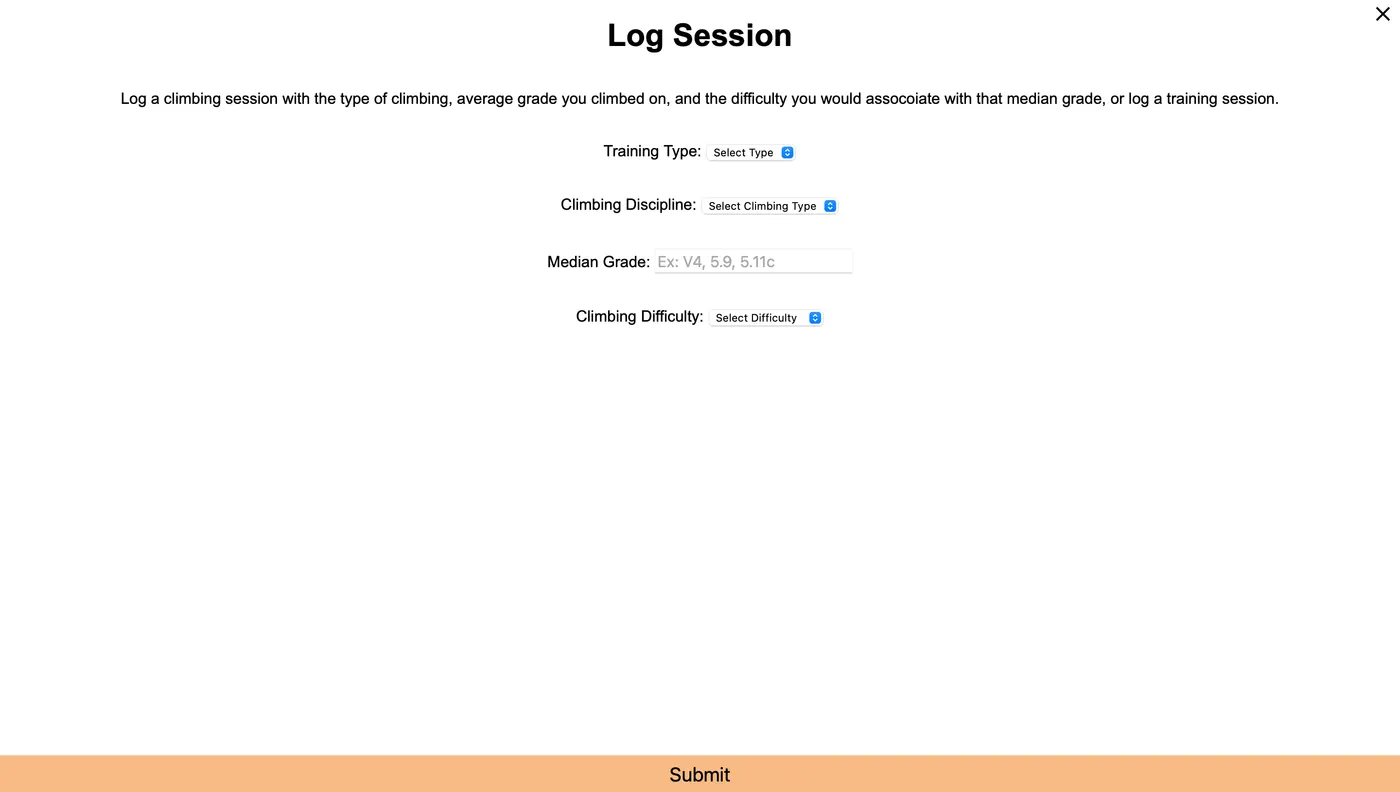 Log Session
Log a climbing session with the type of climbing, average grade you climbed on, and the difficulty you would assocoiate with that median grade, or log a training session.
Training Type: Select Type
Climbing Discipline: Select Climbing Type
Median Grade: Ex: V4, 5.9, 5.11c
Climbing Difficulty: Select Difficulty
Submit